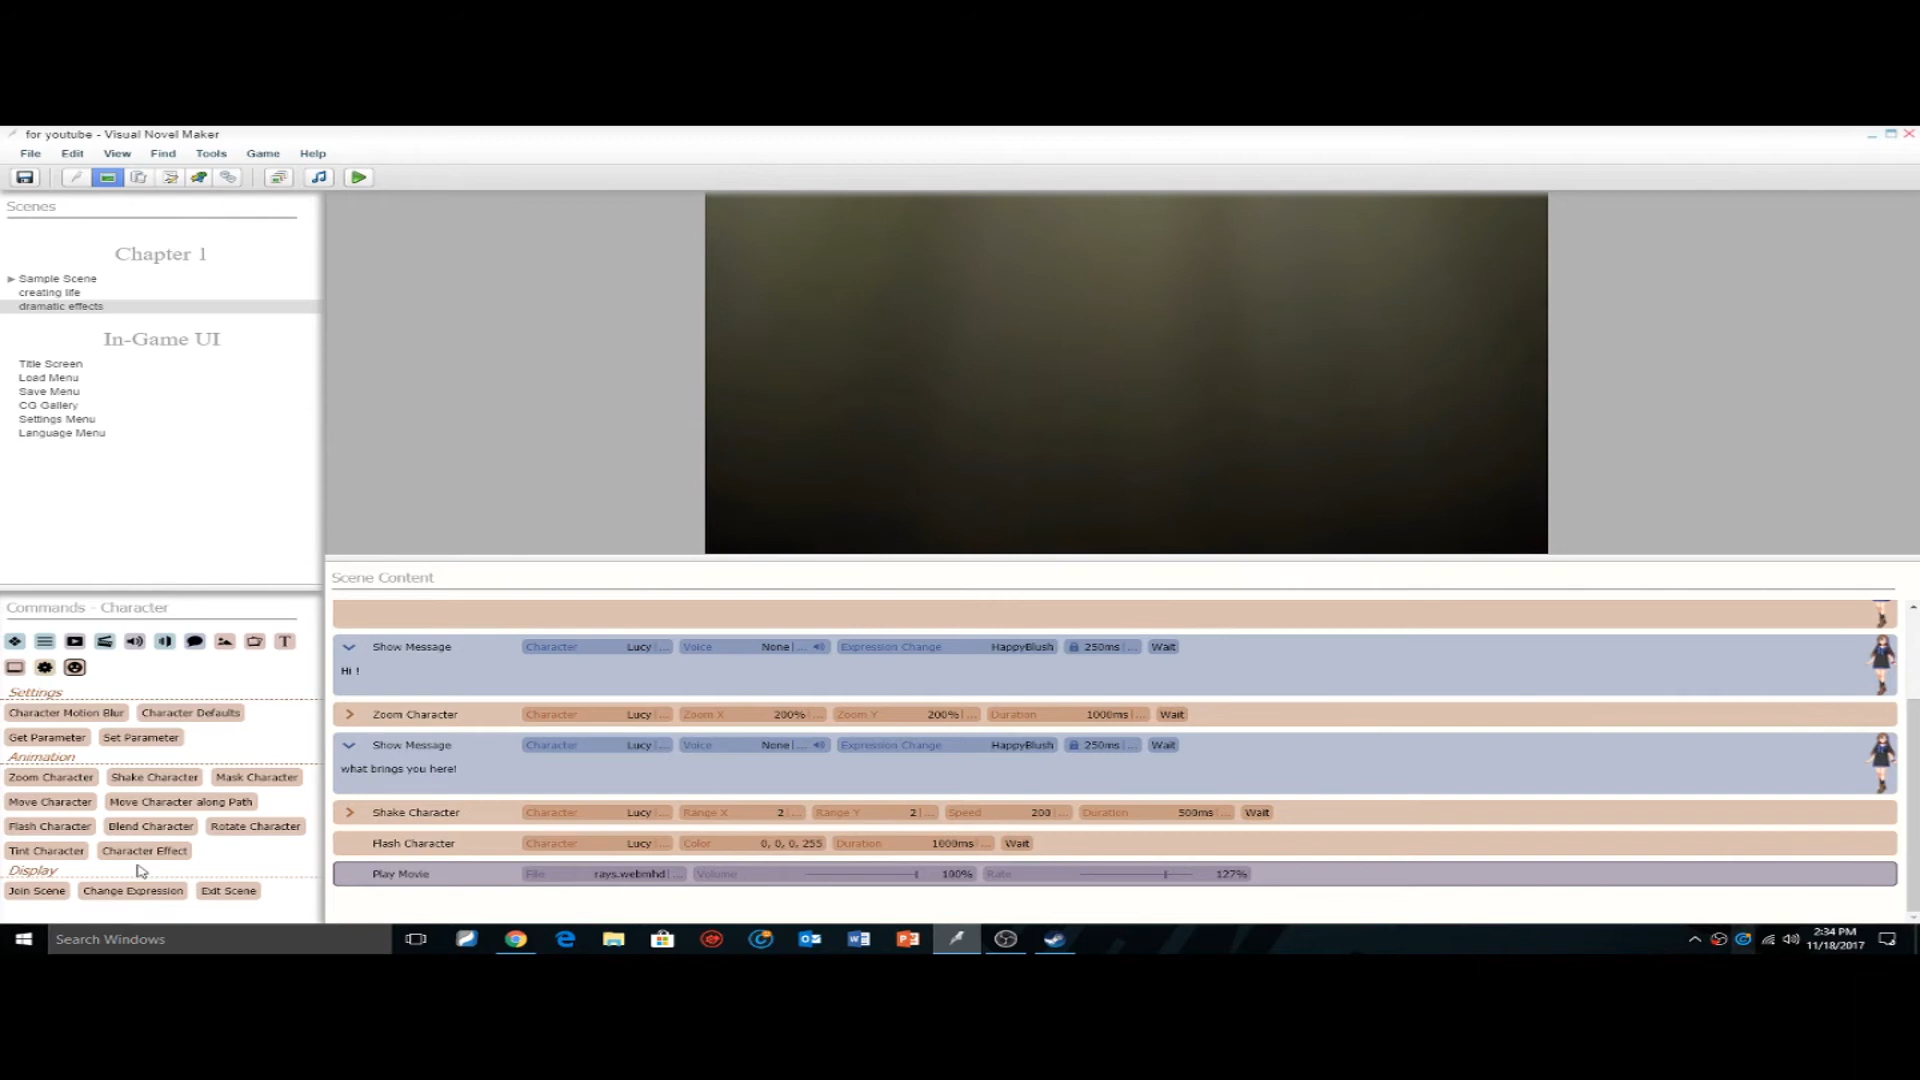 for youtube - Visual Novel Maker
File Edit View Find Tools Game Help
Scenes
Chapter 1
Sample Scene
creating life
dramatic effects
In-Game UI
Title Screen
Load Menu
Save Menu
CG Gallery
Settings Menu
Language Menu
Commands - Character
T
Settings
Character Motion Blur Character Defaults
Get Parameter Set Parameter
Animation
Zoom Character Shake Character Mask Character
Move Character Move Character along Path
Flash Character Blend Character Rotate Character
Tint Character Character Effect
Display
Join Scene Change Expression Exit Scene
Scene Content
Show Message Character Lucy ... Voice None ... Expression Change HappyBlush 250ms ... Wait
Hi !
Zoom Character Character Lucy ... Zoom X 200% ... Zoom Y 200% ... Duration 1000ms ... Wait
Show Message Character Lucy ... Voice None ... Expression Change HappyBlush 250ms ... Wait
what brings you here!
Shake Character Character Lucy ... Range X 2 ... Range Y 2 ... Speed 200 ... Duration 500ms ... Wait
Flash Character Character Lucy ... Color 0, 0, 0, 255 Duration 1000ms ... Wait
Play Movie File rays.webmhd ... Volume 100% Rate 127%
Search Windows
2:34 PM
11/18/2017